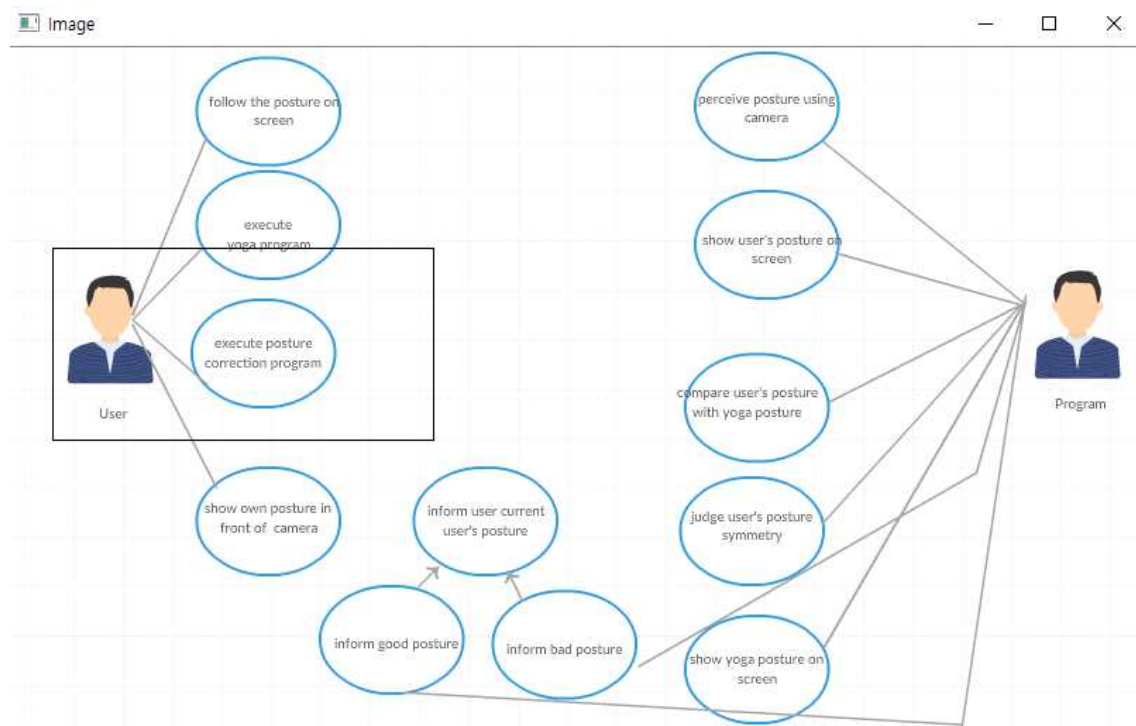 Image
follow the posture on
screen
execute
yoga program
User
execute posture
correction program
show own posture in
front of camera
inform user current
user's posture
inform good posture
inform bad posture
perceive posture using
camera
show user's posture on
screen
compare user's posture
with yoga posture
judge user's posture
symmetry
show yoga posture on
screen
Program